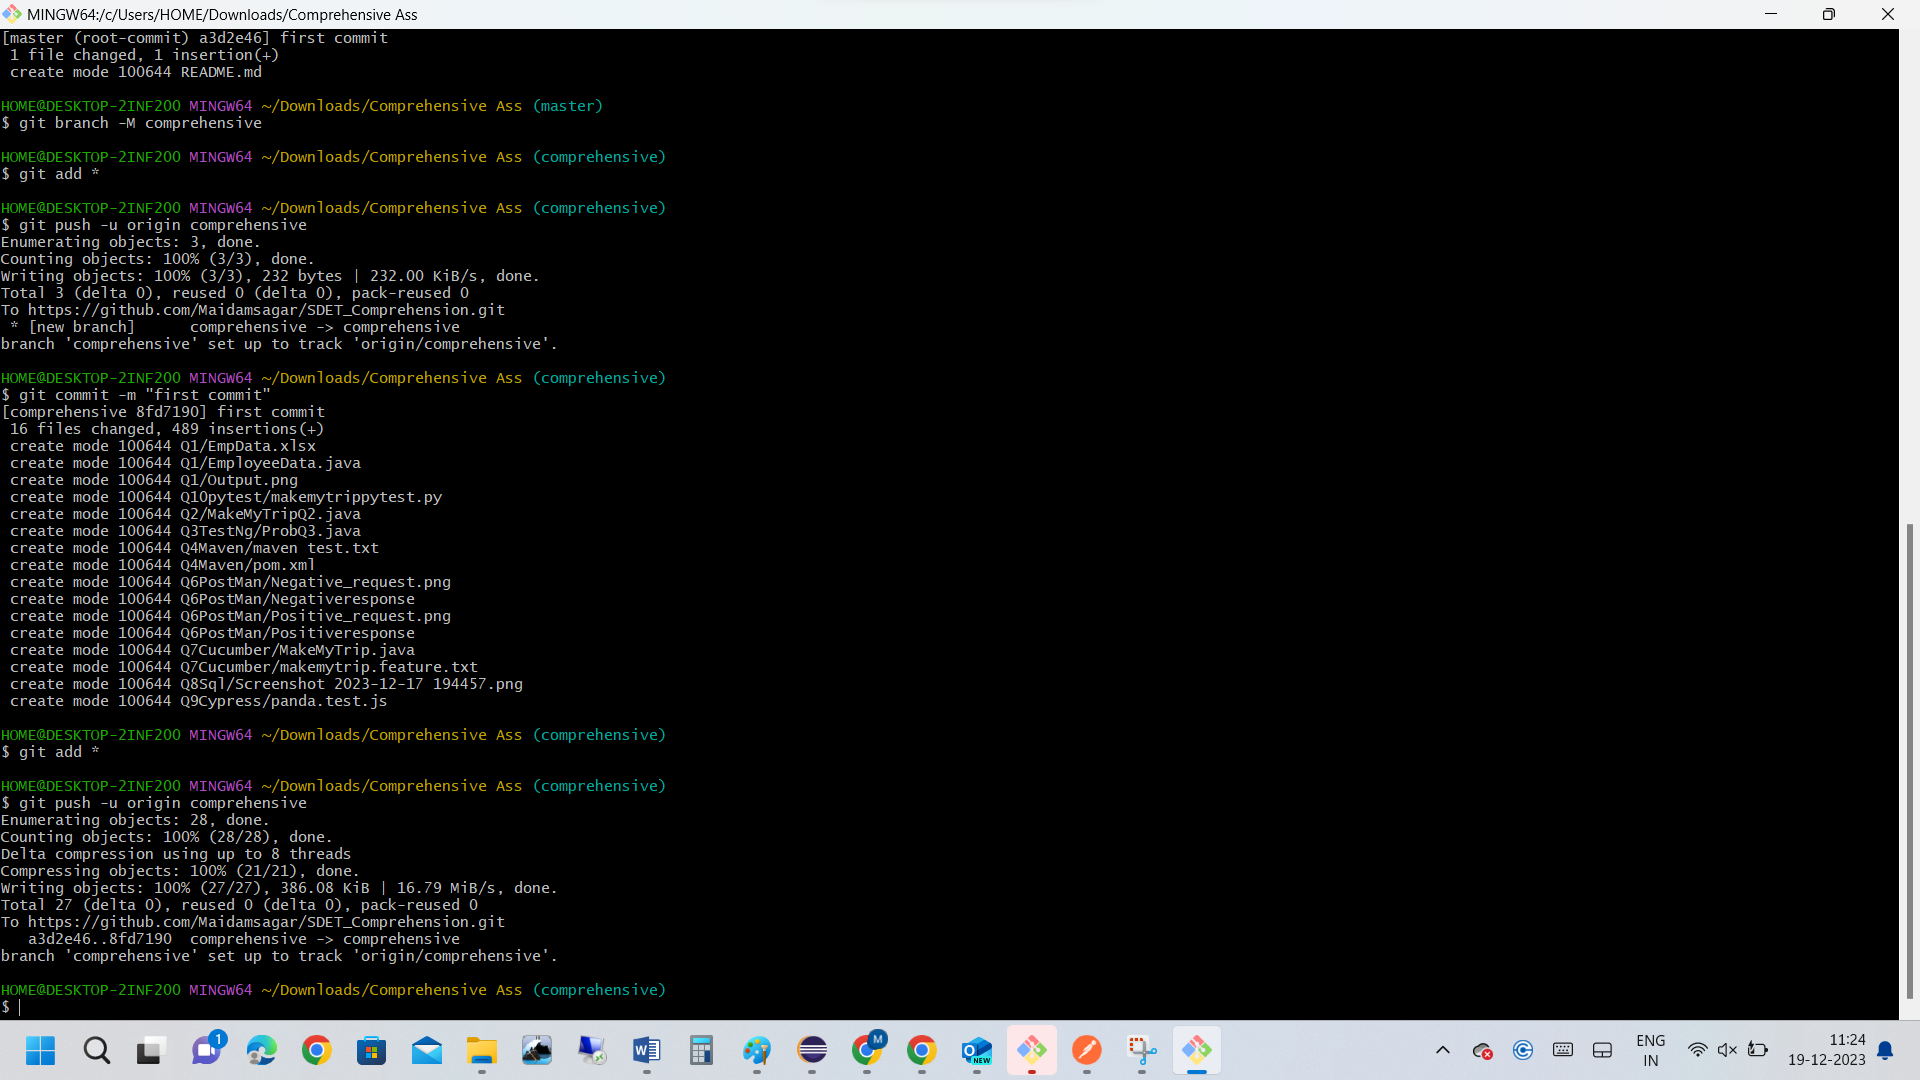 MINGW64:/c/Users/HOME/Downloads/Comprehensive Ass
[master (root-commit) a3d2e46] first commit
 1 file changed, 1 insertion(+)
 create mode 100644 README.md
HOME@DESKTOP-2INF200 MINGW64 ~/Downloads/Comprehensive Ass (master)
$ git branch -M comprehensive
HOME@DESKTOP-2INF200 MINGW64 ~/Downloads/Comprehensive Ass (comprehensive)
$ git add *
HOME@DESKTOP-2INF200 MINGW64 ~/Downloads/Comprehensive Ass (comprehensive)
$ git push -u origin comprehensive
Enumerating objects: 3, done.
Counting objects: 100% (3/3), done.
Writing objects: 100% (3/3), 232 bytes | 232.00 KiB/s, done.
Total 3 (delta 0), reused 0 (delta 0), pack-reused 0
To https://github.com/Maidamsagar/SDET_Comprehension.git
 * [new branch]      comprehensive -> comprehensive
branch 'comprehensive' set up to track 'origin/comprehensive'.
HOME@DESKTOP-2INF200 MINGW64 ~/Downloads/Comprehensive Ass (comprehensive)
$ git commit -m "first commit"
[comprehensive 8fd7190] first commit
 16 files changed, 489 insertions(+)
 create mode 100644 Q1/EmpData.xlsx
 create mode 100644 Q1/EmployeeData.java
 create mode 100644 Q1/Output.png
 create mode 100644 Q10pytest/makemytrippytest.py
 create mode 100644 Q2/MakeMyTripQ2.java
 create mode 100644 Q3TestNg/ProbQ3.java
 create mode 100644 Q4Maven/maven test.txt
 create mode 100644 Q4Maven/pom.xml
 create mode 100644 Q6PostMan/Negative_request.png
 create mode 100644 Q6PostMan/Negativeresponse
 create mode 100644 Q6PostMan/Positive_request.png
 create mode 100644 Q6PostMan/Positiveresponse
 create mode 100644 Q7Cucumber/MakeMyTrip.java
 create mode 100644 Q7Cucumber/makemytrip.feature.txt
 create mode 100644 Q8Sql/Screenshot 2023-12-17 194457.png
 create mode 100644 Q9Cypress/panda.test.js
HOME@DESKTOP-2INF200 MINGW64 ~/Downloads/Comprehensive Ass (comprehensive)
$ git add *
HOME@DESKTOP-2INF200 MINGW64 ~/Downloads/Comprehensive Ass (comprehensive)
$ git push -u origin comprehensive
Enumerating objects: 28, done.
Counting objects: 100% (28/28), done.
Delta compression using up to 8 threads
Compressing objects: 100% (21/21), done.
Writing objects: 100% (27/27), 386.08 KiB | 16.79 MiB/s, done.
Total 27 (delta 0), reused 0 (delta 0), pack-reused 0
To https://github.com/Maidamsagar/SDET_Comprehension.git
   a3d2e46..8fd7190  comprehensive -> comprehensive
branch 'comprehensive' set up to track 'origin/comprehensive'.
HOME@DESKTOP-2INF200 MINGW64 ~/Downloads/Comprehensive Ass (comprehensive)
$
1
W
M
NEW
ENG
IN
11:24
19-12-2023